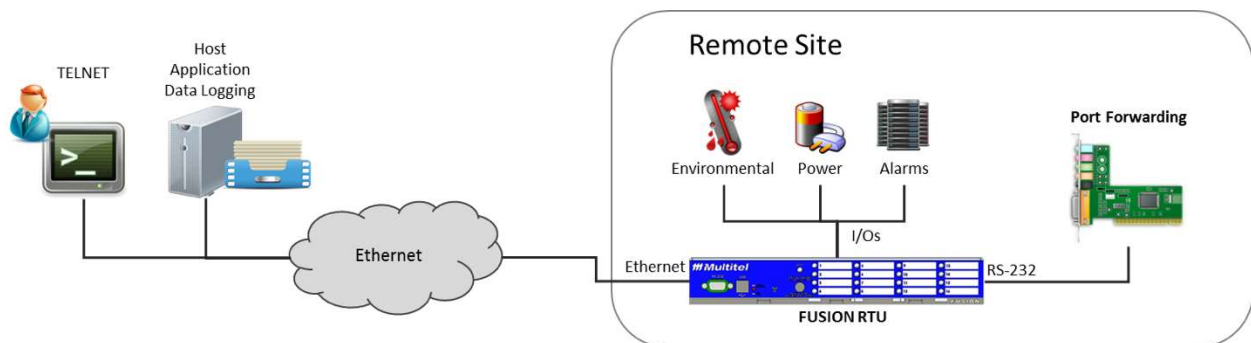 Remote Site
TELNET
Host
Application
Data Logging
Port Forwarding
Environmental
Power
Alarms
I/Os
Ethernet
Ethernet
Multitel
RS-232
FUSION RTU